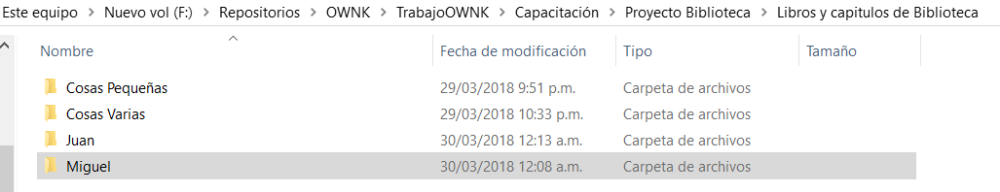 Este equipo > Nuevo vol (F:) > Repositorios > OWNK > TrabajoOWNK > Capacitación > Proyecto Biblioteca > Libros y capitulos de Biblioteca
Nombre Fecha de modificación Tipo Tamaño
Cosas Pequeñas 29/03/2018 9:51 p.m. Carpeta de archivos
Cosas Varias 29/03/2018 10:33 p.m. Carpeta de archivos
Juan 30/03/2018 12:13 a.m. Carpeta de archivos
Miguel 30/03/2018 12:08 a.m. Carpeta de archivos